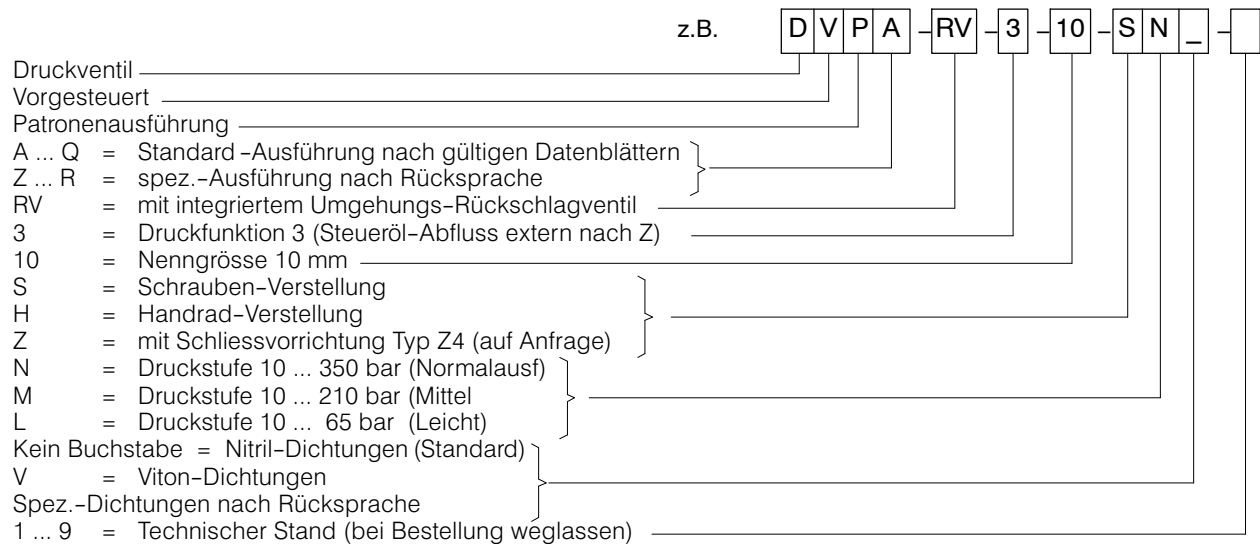 z.B. D V P A -RV - 3 - 10 - S N _ -
Druckventil
Vorgesteuert
Patronenausführung
A ... Q = Standard-Ausführung nach gültigen Datenblättern
Z ... R = spez.-Ausführung nach Rücksprache
RV = mit integriertem Umgehungs-Rückschlagventil
3 = Druckfunktion 3 (Steueröl-Abfluss extern nach Z)
10 = Nenngrösse 10 mm
S = Schrauben-Verstellung
H = Handrad-Verstellung
Z = mit Schliessvorrichtung Typ Z4 (auf Anfrage)
N = Druckstufe 10 ... 350 bar (Normalausf)
M = Druckstufe 10 ... 210 bar (Mittel
L = Druckstufe 10 ... 65 bar (Leicht)
Kein Buchstabe = Nitril-Dichtungen (Standard)
V = Viton-Dichtungen
Spez.-Dichtungen nach Rücksprache
1 ... 9 = Technischer Stand (bei Bestellung weglassen)